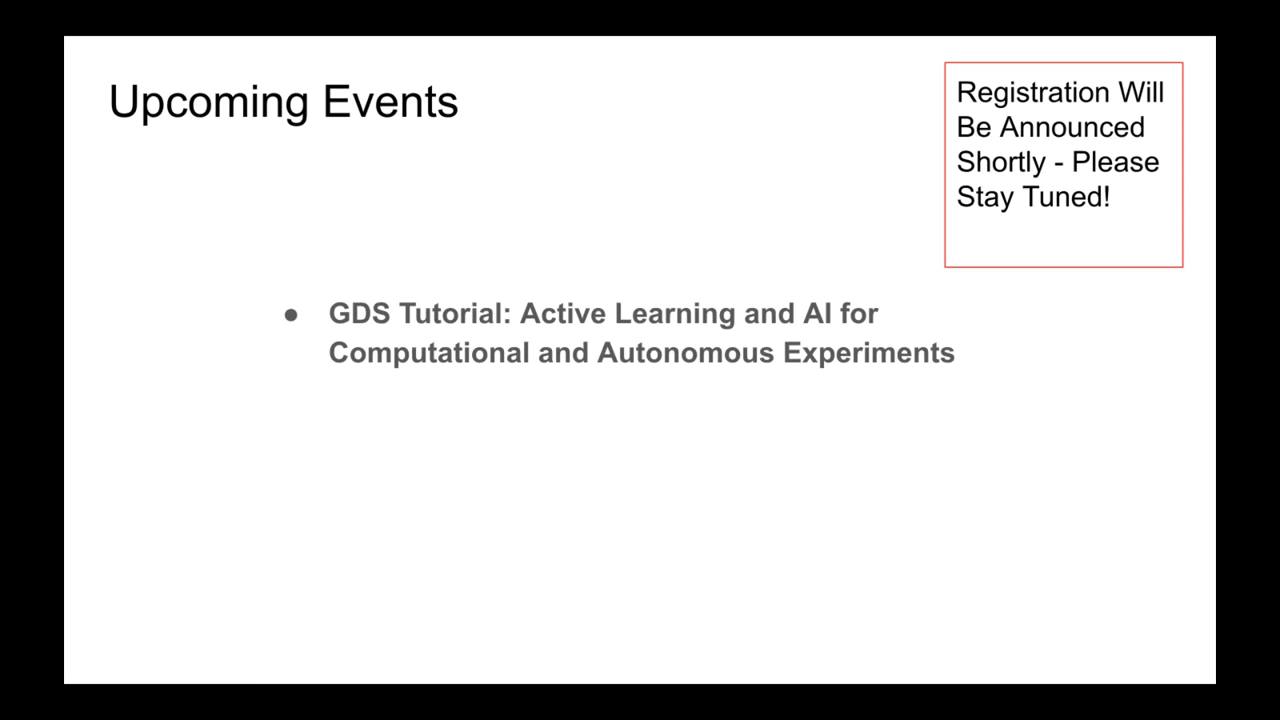 Upcoming Events
Registration Will
Be Announced
Shortly - Please
Stay Tuned!
● GDS Tutorial: Active Learning and AI for
Computational and Autonomous Experiments